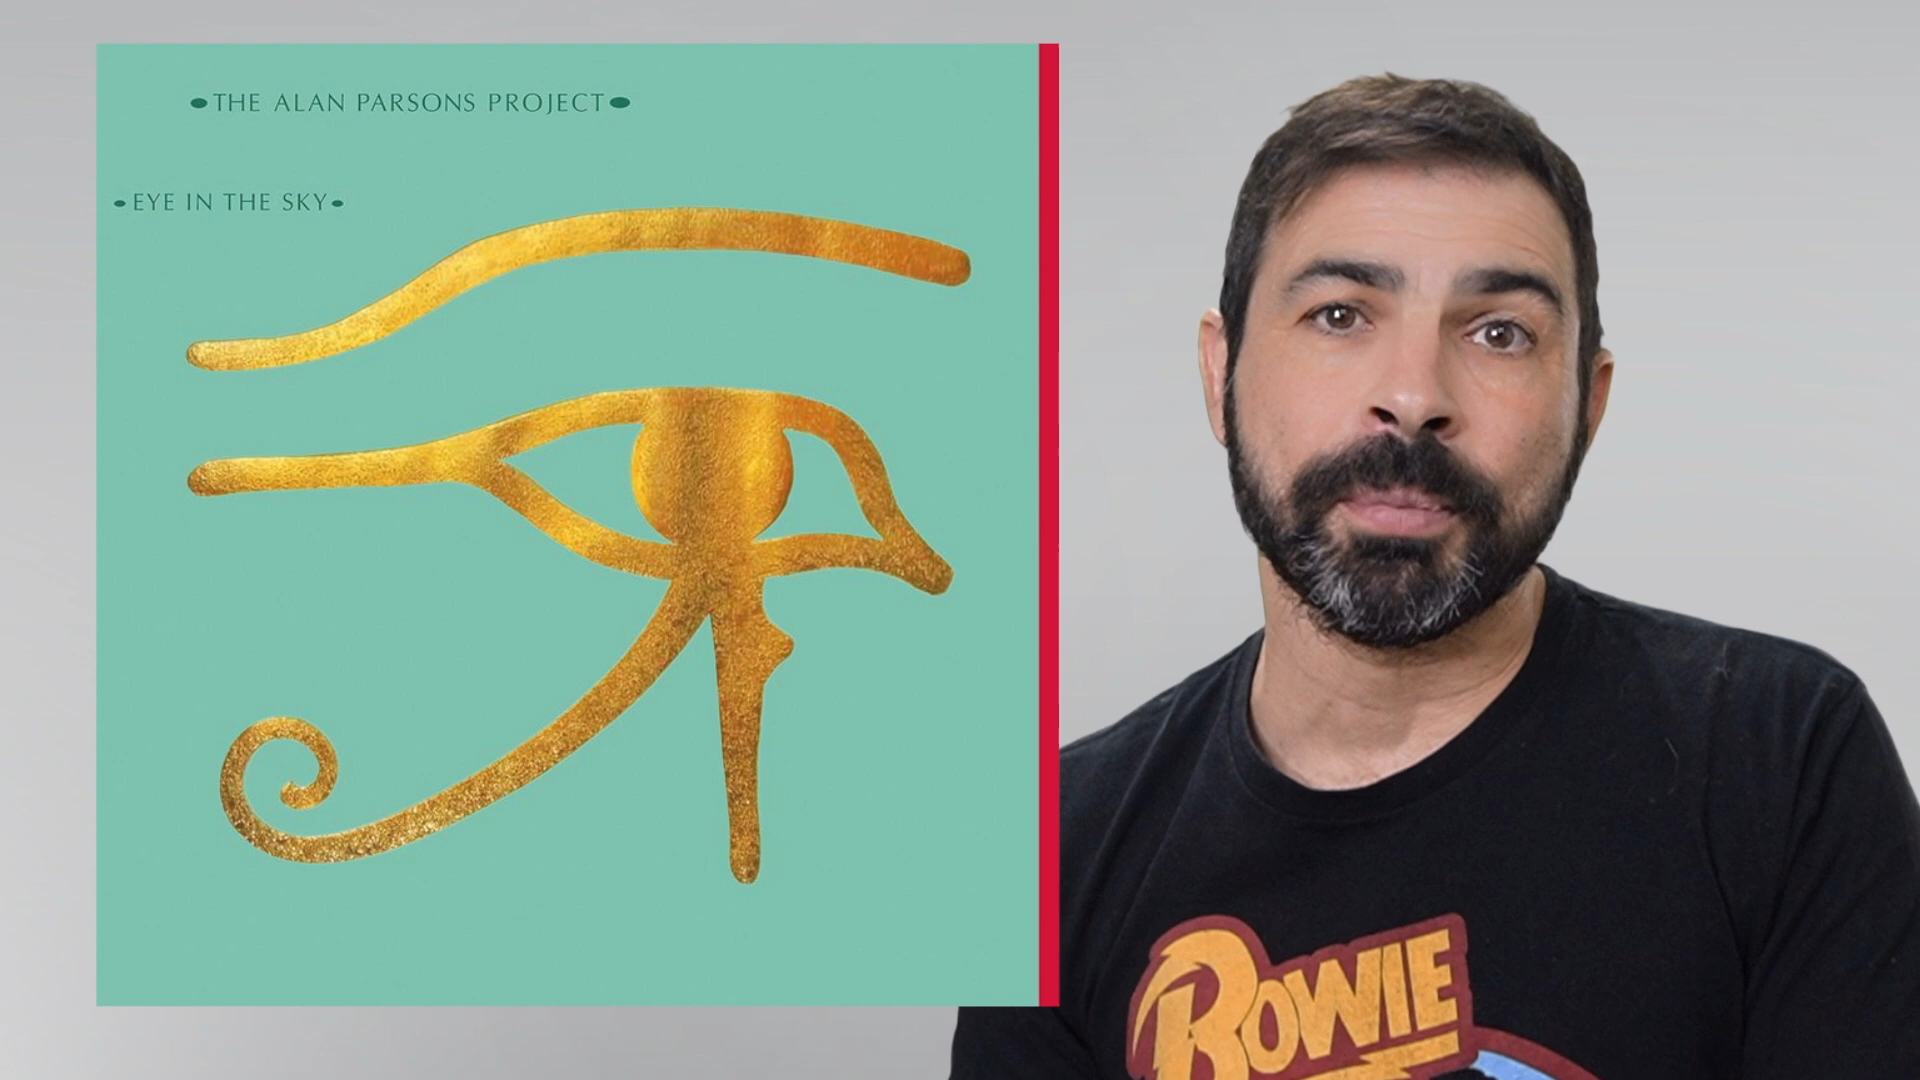 •THE ALAN PARSONS PROJECT•
•EYE IN THE SKY•
BOWIE